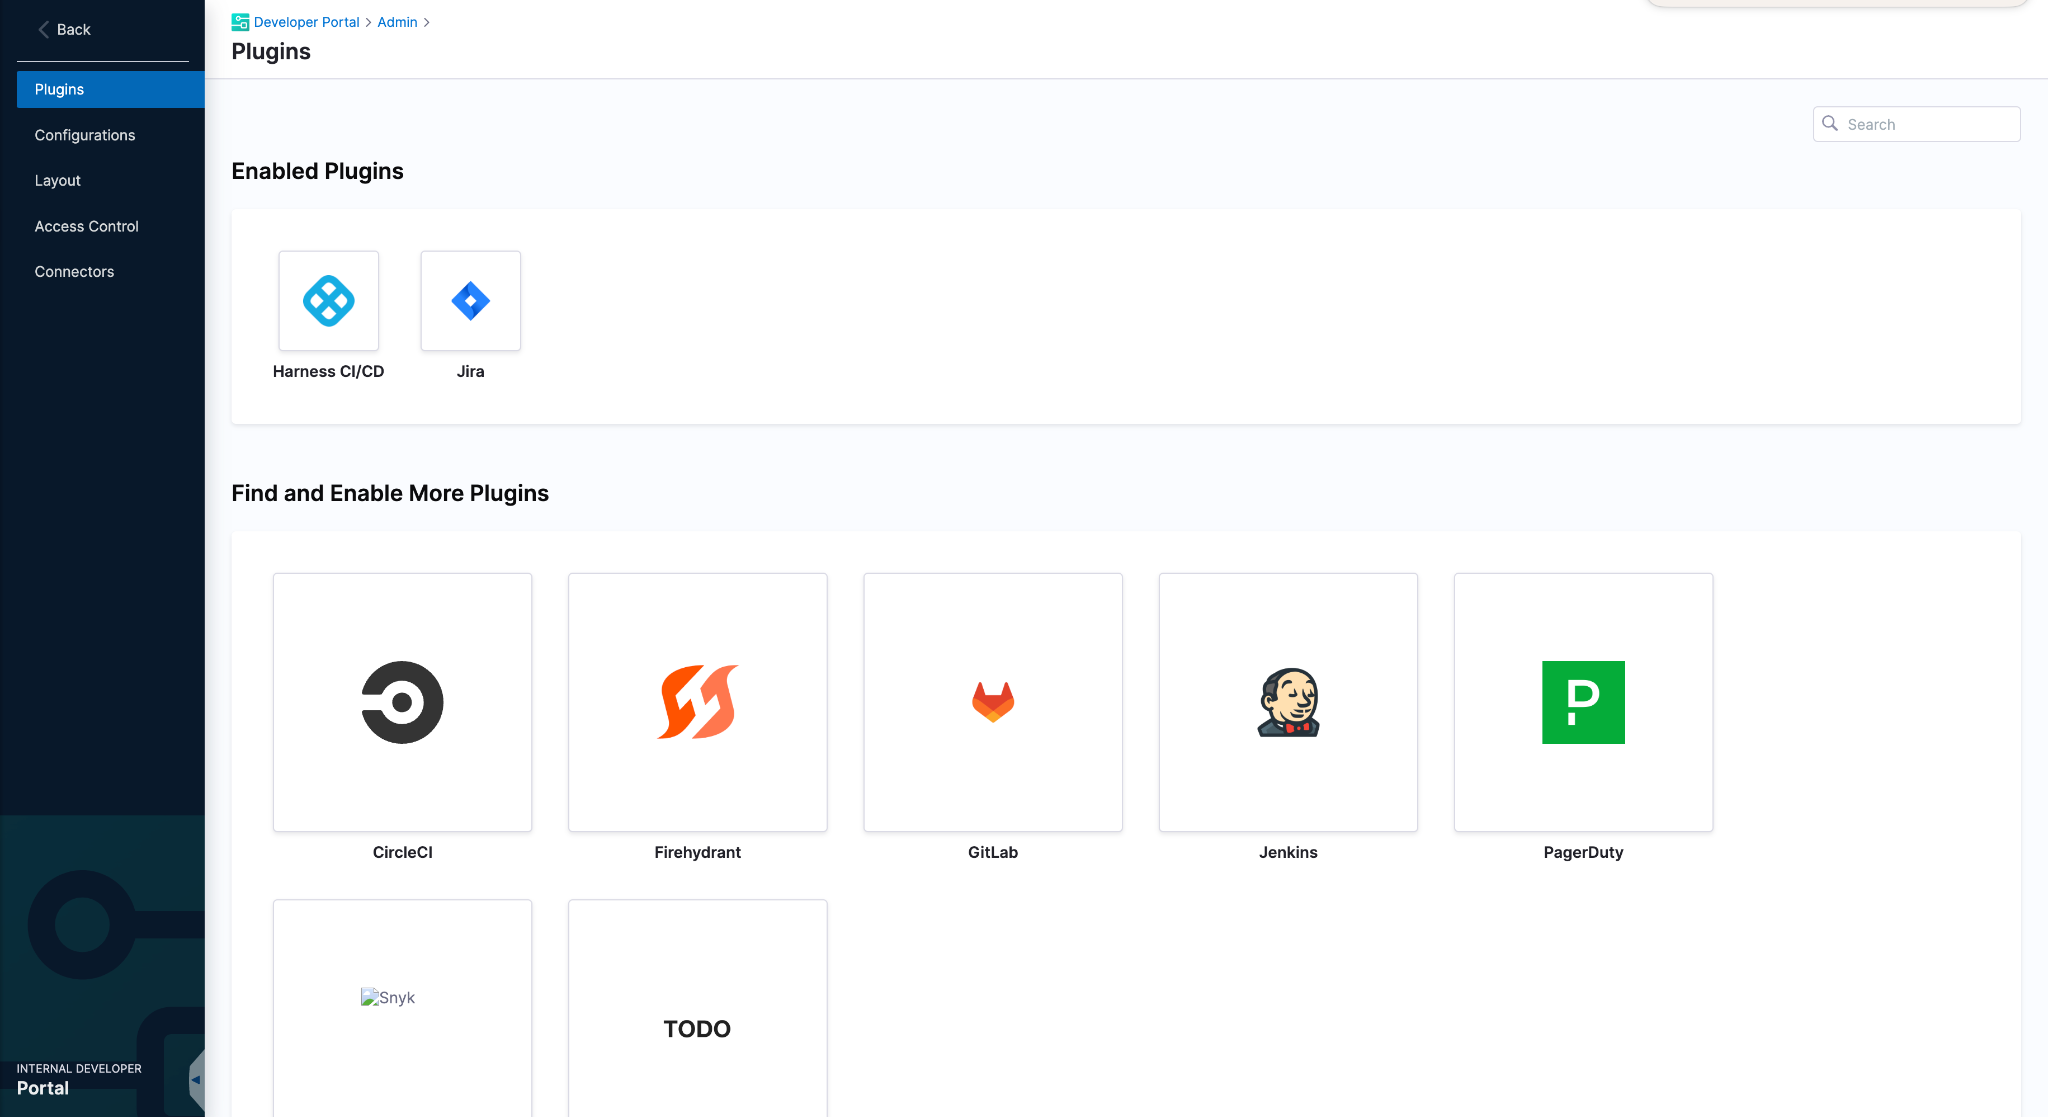 Back
Plugins
Configurations
Layout
Access Control
Connectors
INTERNAL DEVELOPER
Portal
Developer Portal > Admin >
Plugins
Search
Enabled Plugins
Harness CI/CD
Jira
Find and Enable More Plugins
CircleCI
Firehydrant
GitLab
Jenkins
PagerDuty
Snyk
TODO